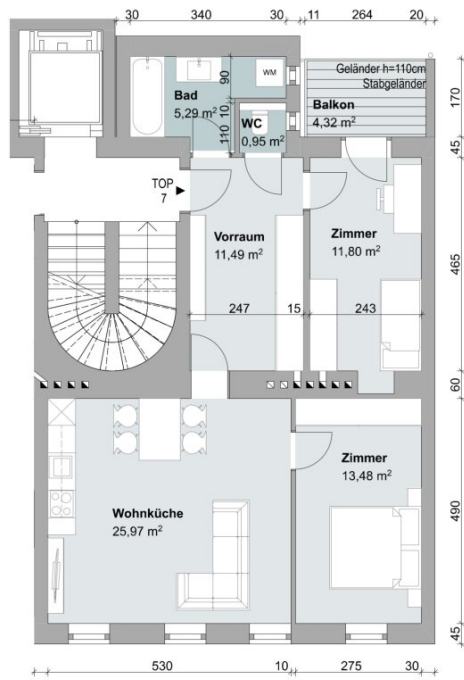 30 340 30 11 264 20
90
WM
Geländer h=110cm
Stabgeländer
170
Bad
5,29 m²
10
110
WC
0,95 m²
Balkon
4,32 m²
45
TOP
7
Vorraum
11,49 m²
Zimmer
11,80 m²
465
247 15 243
60
Wohnküche
25,97 m²
Zimmer
13,48 m²
490
45
530 10 275 30